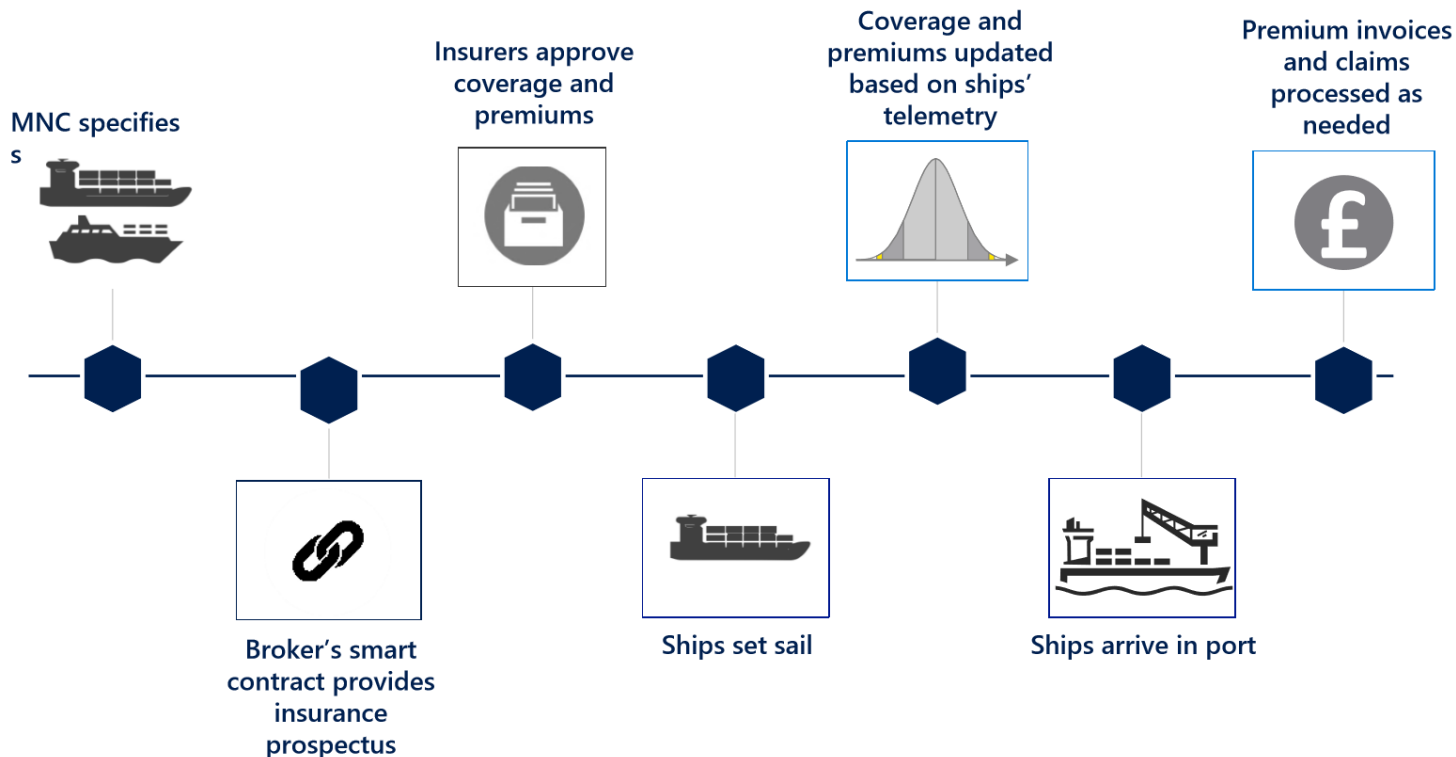 MNC specifies
s
Broker’s smart
contract provides
insurance
prospectus
Insurers approve
coverage and
premiums
Ships set sail
Coverage and
premiums updated
based on ships’
telemetry
Ships arrive in port
Premium invoices
and claims
processed as
needed
£